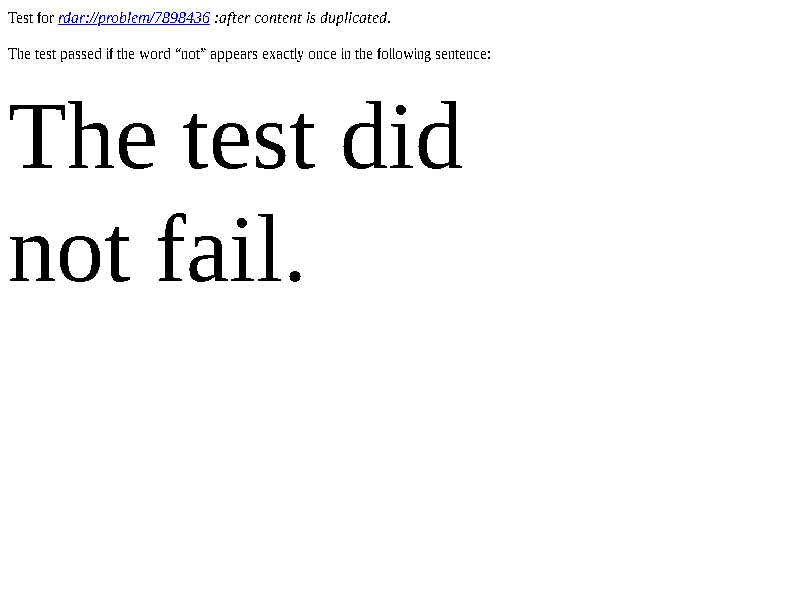 Test for rdar://problem/7898436 :after content is duplicated.
The test passed if the word “not” appears exactly once in the following sentence:
The test did
not fail.